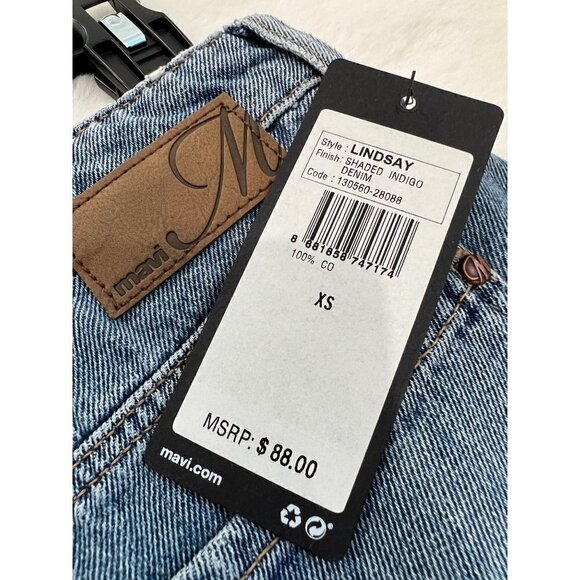 M
mavi
Style : LINDSAY
Finish: SHADED INDIGO
DENIM
Code : 130560-28088
8 681838 747174
100% CO
XS
MSRP: $ 88.00
mavi.com